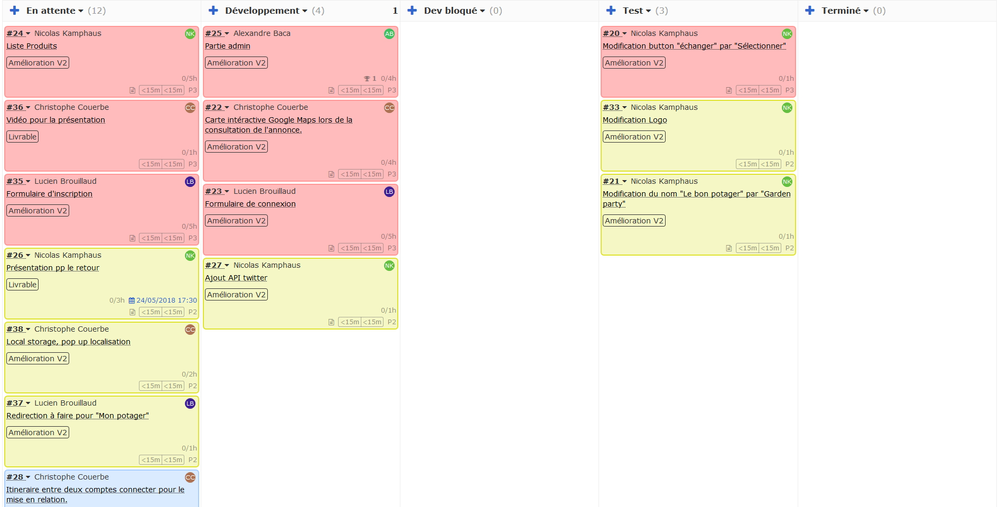 En attente (12)
Développement (4) 1
Dev bloqué (0)
Test (3)
Terminé (0)
#24 Nicolas Kamphaus NK
Liste Produits
Amélioration V2
0/5h
<15m <15m P3
#36 Christophe Couerbe CC
Vidéo pour la présentation
Livrable
0/1h
<15m <15m P3
#35 Lucien Brouillaud LB
Formulaire d'inscription
Amélioration V2
0/5h
<15m <15m P3
#26 Nicolas Kamphaus NK
Présentation pp le retour
Livrable
0/3h 24/05/2018 17:30
<15m <15m P2
#38 Christophe Couerbe CC
Local storage, pop up localisation
Amélioration V2
0/2h
<15m <15m P2
#37 Lucien Brouillaud LB
Redirection à faire pour "Mon potager"
Amélioration V2
0/1h
<15m <15m P2
#28 Christophe Couerbe CC
Itineraire entre deux comptes connecter pour le
mise en relation.
#25 Alexandre Baca AB
Partie admin
Amélioration V2
1 0/4h
<15m <15m P3
#22 Christophe Couerbe CC
Carte intéractive Google Maps lors de la
consultation de l'annonce.
Amélioration V2
0/4h
<15m <15m P3
#23 Lucien Brouillaud LB
Formulaire de connexion
Amélioration V2
0/5h
<15m <15m P3
#27 Nicolas Kamphaus NK
Ajout API twitter
Amélioration V2
0/1h
<15m <15m P2
#20 Nicolas Kamphaus NK
Modification button "échanger" par "Sélectionner"
Amélioration V2
0/1h
<15m <15m P3
#33 Nicolas Kamphaus NK
Modification Logo
Amélioration V2
0/1h
<15m <15m P2
#21 Nicolas Kamphaus NK
Modification du nom "Le bon potager" par "Garden
party"
Amélioration V2
0/1h
<15m <15m P2